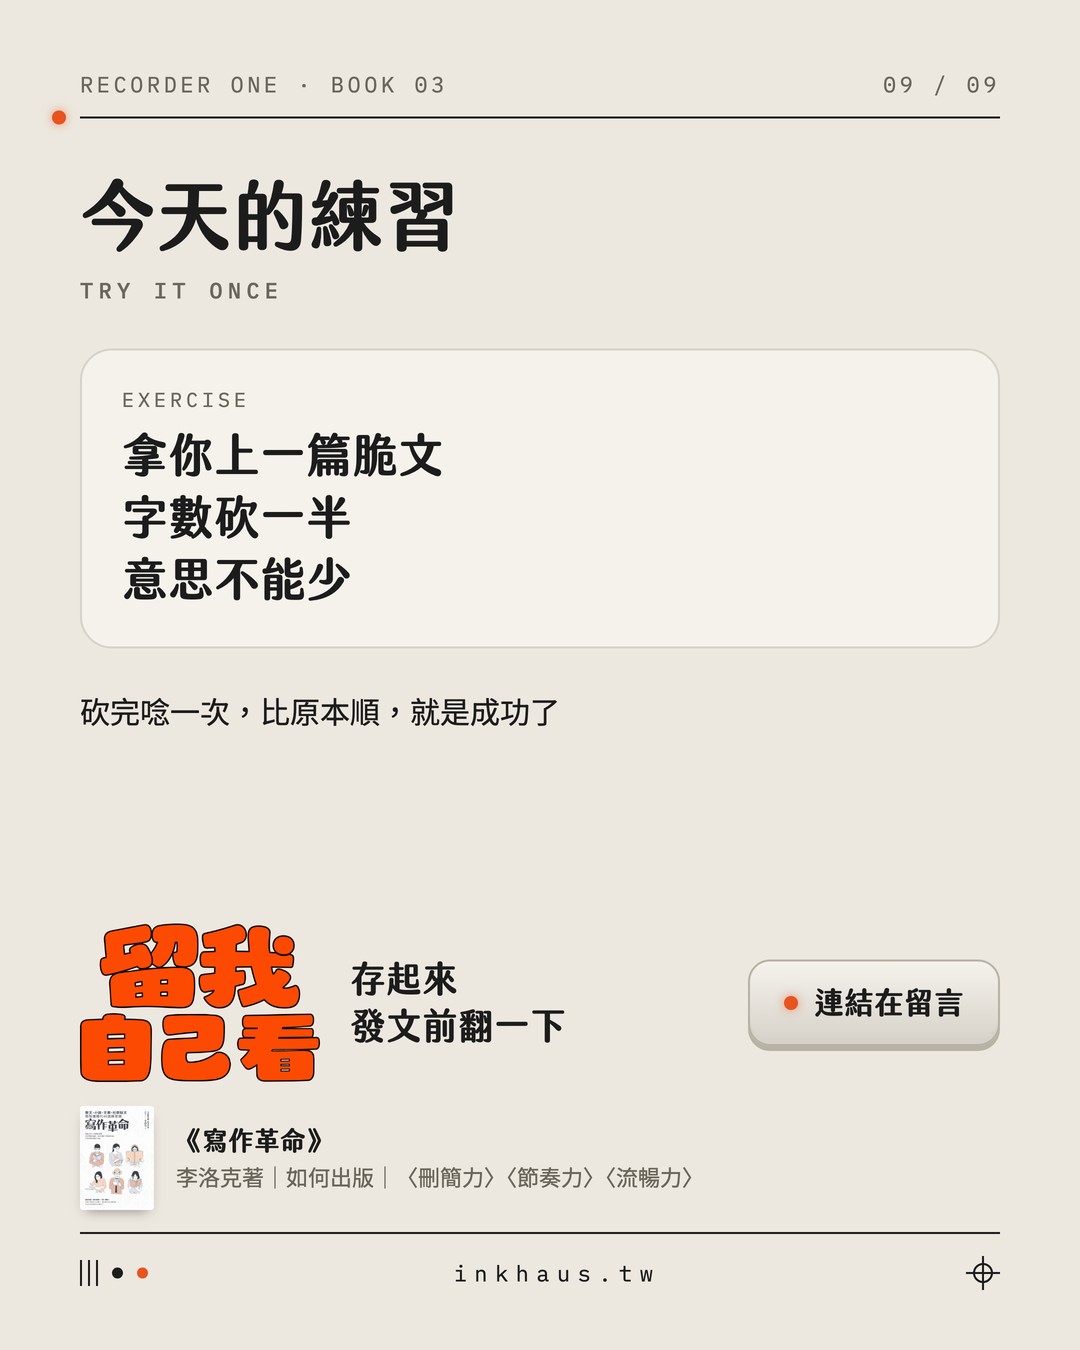 RECORDER ONE · BOOK 03
09 / 09
今天的練習
TRY IT ONCE
EXERCISE
拿你上一篇脆文
字數砍一半
意思不能少
砍完唸一次，比原本順，就是成功了
留我
自己看
存起來
發文前翻一下
連結在留言
寫作革命
《寫作革命》
李洛克著｜如何出版｜〈刪簡力〉〈節奏力〉〈流暢力〉
inkhaus.tw